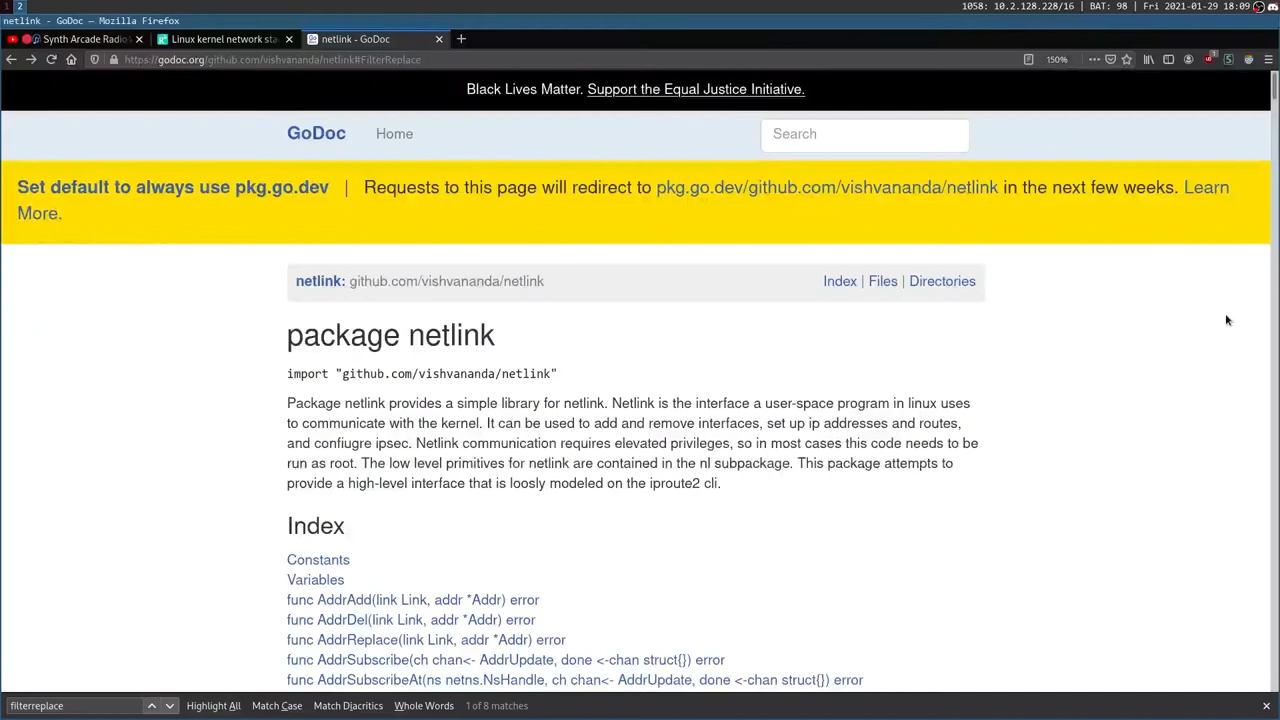 1 2 1058: 10.2.128.228/16 | BAT: 98 | Fri 2021-01-29 18:09
netlink - GoDoc — Mozilla Firefox
Synth Arcade Radio Linux kernel network sta netlink - GoDoc
https://godoc.org/github.com/vishvananda/netlink#FilterReplace 150%
Black Lives Matter. Support the Equal Justice Initiative.
GoDoc Home Search
Set default to always use pkg.go.dev | Requests to this page will redirect to pkg.go.dev/github.com/vishvananda/netlink in the next few weeks. Learn
More.
netlink: github.com/vishvananda/netlink Index | Files | Directories
package netlink
import "github.com/vishvananda/netlink"
Package netlink provides a simple library for netlink. Netlink is the interface a user-space program in linux uses
to communicate with the kernel. It can be used to add and remove interfaces, set up ip addresses and routes,
and confiugre ipsec. Netlink communication requires elevated privileges, so in most cases this code needs to be
run as root. The low level primitives for netlink are contained in the nl subpackage. This package attempts to
provide a high-level interface that is loosly modeled on the iproute2 cli.
Index
Constants
Variables
func AddrAdd(link Link, addr *Addr) error
func AddrDel(link Link, addr *Addr) error
func AddrReplace(link Link, addr *Addr) error
func AddrSubscribe(ch chan<- AddrUpdate, done <-chan struct{}) error
func AddrSubscribeAt(ns netns.NsHandle, ch chan<- AddrUpdate, done <-chan struct{}) error
filterreplace Highlight All Match Case Match Diacritics Whole Words 1 of 8 matches